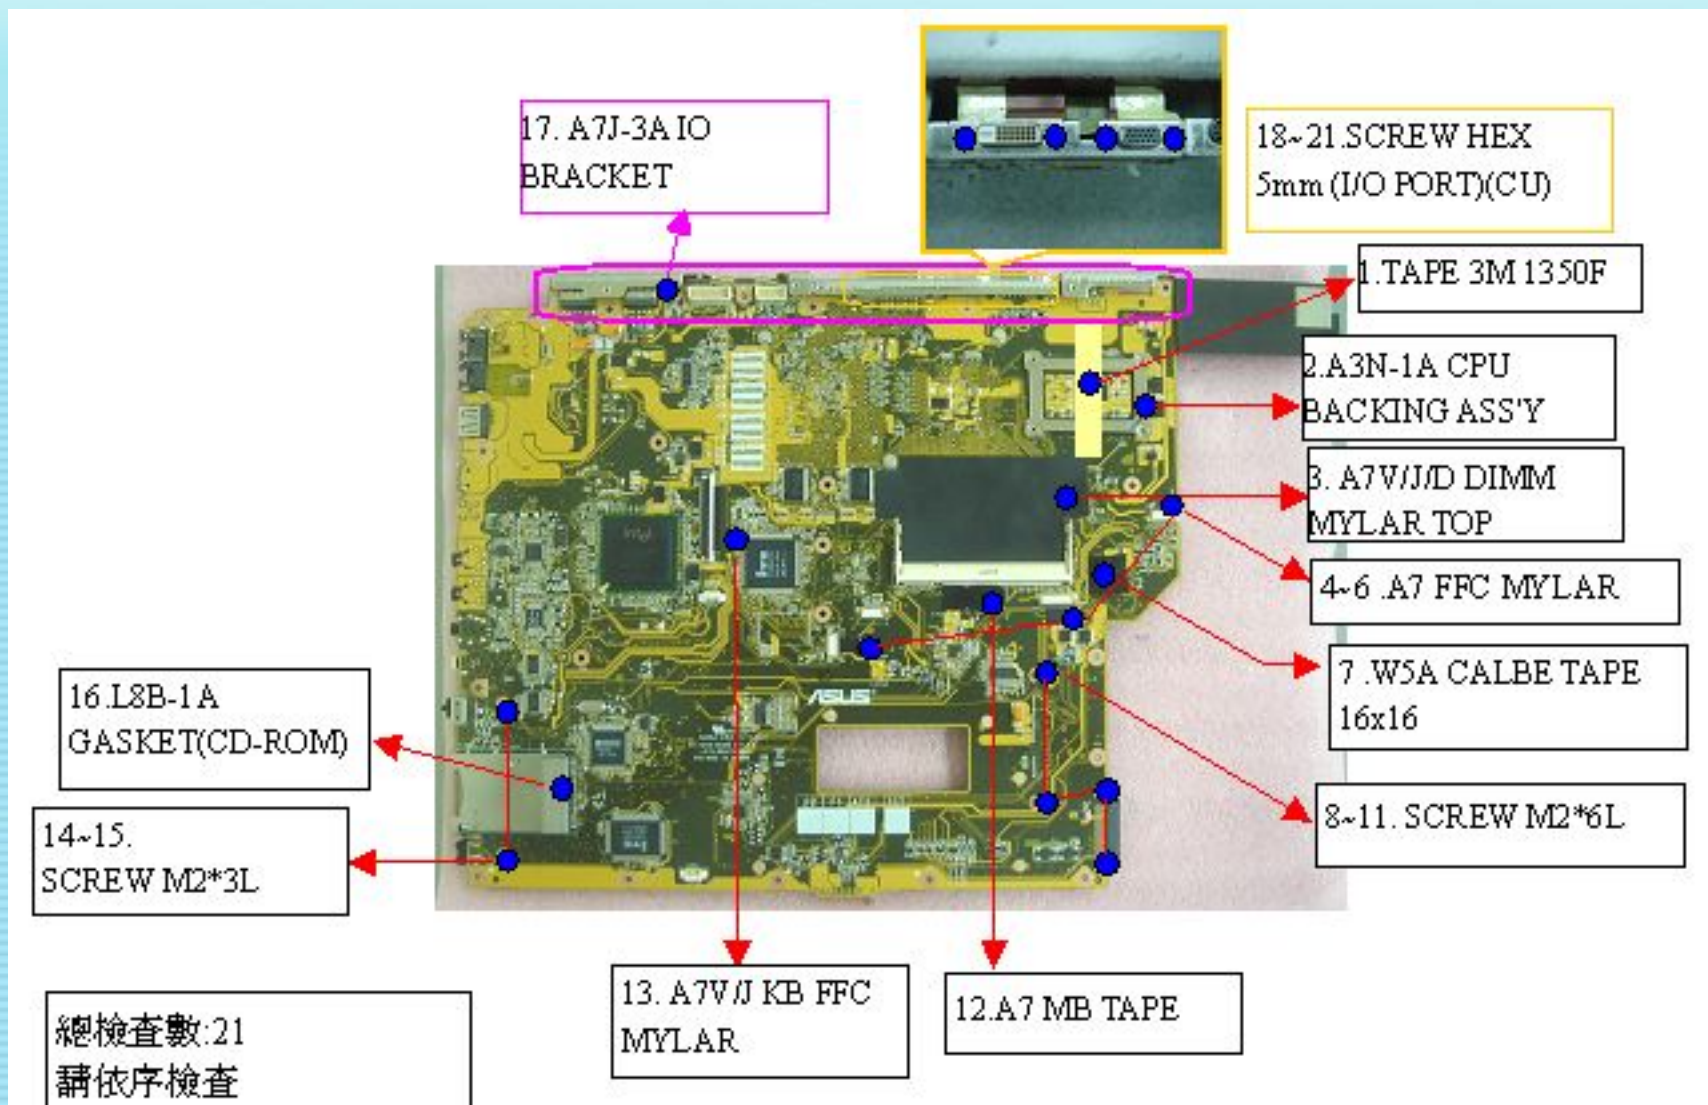 17. A7J-3A IO
BRACKET
18~21.SCREW HEX
5mm (I/O PORT)(CU)
1.TAPE 3M 1350F
2.A3N-1A CPU
BACKING ASS'Y
3. A7V/J/D DIMM
MYLAR TOP
4~6 .A7 FFC MYLAR
7 .W5A CALBE TAPE
16x16
8~11. SCREW M2*6L
12.A7 MB TAPE
13. A7V/J KB FFC
MYLAR
16.L8B-1A
GASKET(CD-ROM)
14~15.
SCREW M2*3L
ASUS
總檢查數:21
請依序檢查